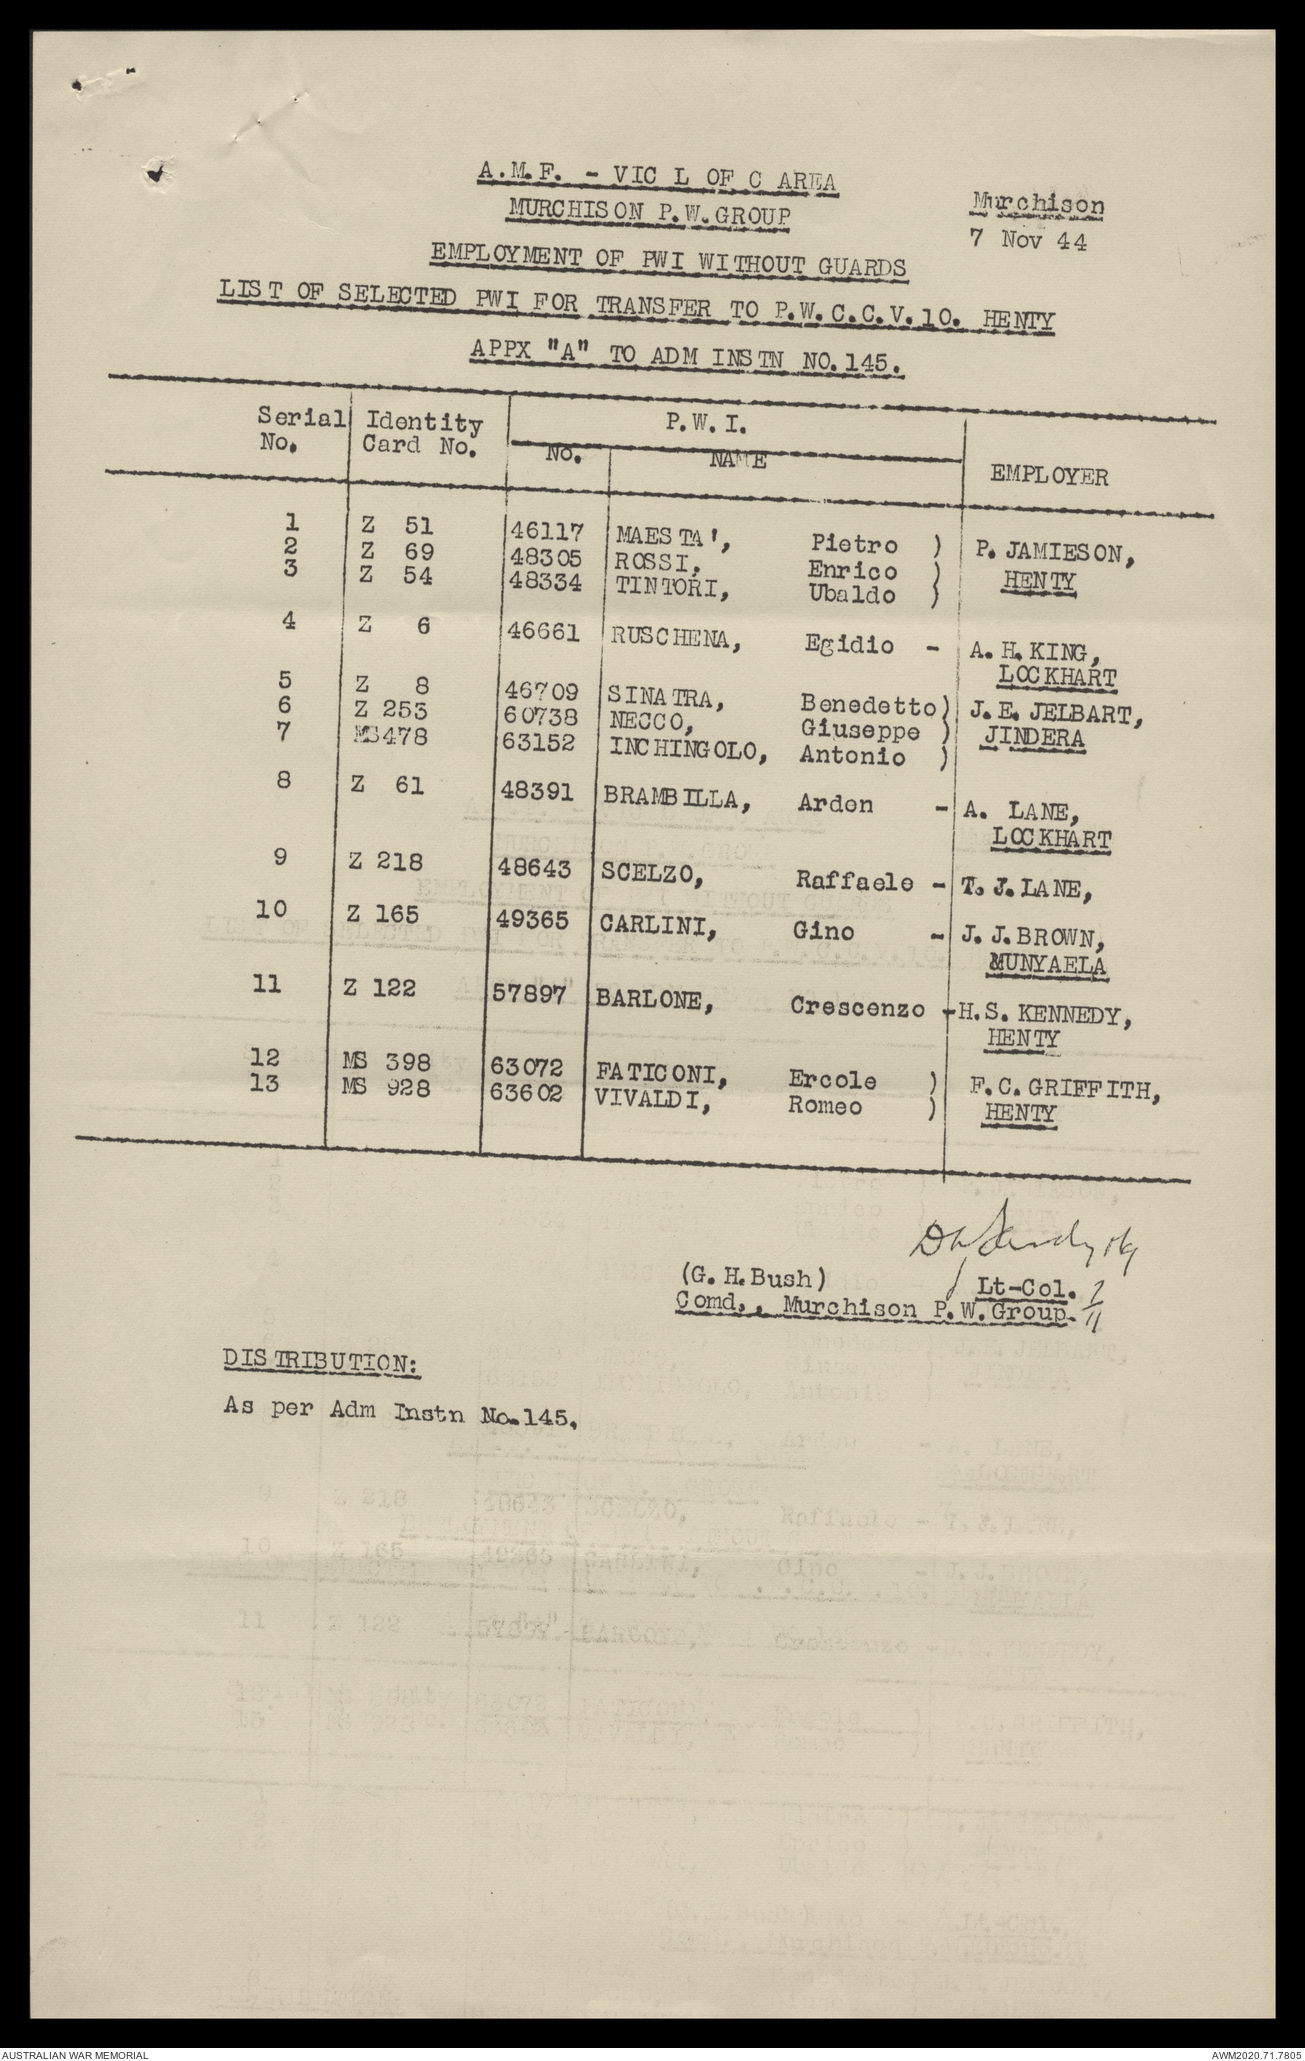 A.M.F. - VIC L OF C AREA
MURCHISON P.W.GROUP
Murchison
7 Nov 44
EMPLOYMENT OF PWI WITHOUT GUARDS
LIST OF SELECTED PWI FOR TRANSFER TO P.W.C.C.V.10. HENTY
APPX "A" TO ADM INSTN NO.145.
Serial No. Identity Card No. P.W.I. No. NAME EMPLOYER
1 Z 51 46117 MAESTA', Pietro ) P. JAMIESON,
2 Z 69 48305 ROSSI, Enrico ) HENTY
3 Z 54 48334 TINTORI, Ubaldo )
4 Z 6 46661 RUSCHENA, Egidio - A. H. KING,
LOCKHART
5 Z 8 46709 SINATRA, Benedetto) J.E. JELBART,
6 Z 253 60738 NECCO, Giuseppe ) JINDERA
7 MS478 63152 INCHINGOLO, Antonio )
8 Z 61 48391 BRAMBILLA, Arden - A. LANE,
LOCKHART
9 Z 218 48643 SCELZO, Raffaele - T. J. LANE,
10 Z 165 49365 CARLINI, Gino - J. J. BROWN,
MUNYAELA
11 Z 122 57897 BARLONE, Crescenzo - H.S. KENNEDY,
HENTY
12 MS 398 63072 FATICONI, Ercole ) F.C. GRIFFITH,
13 MS 928 63602 VIVALDI, Romeo ) HENTY
(G. H. Bush) Lt-Col. 7/11
Comd., Murchison P.W.Group.
DISTRIBUTION:
As per Adm Instn No.145.
AUSTRALIAN WAR MEMORIAL
AWM2020.71.7805